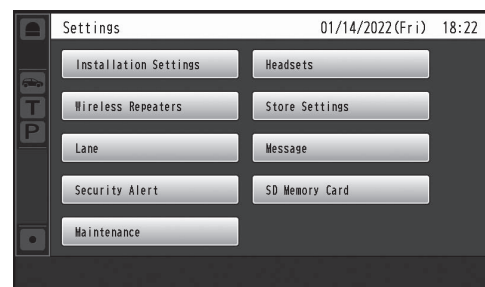 Settings 01/14/2022(Fri) 18:22
Installation Settings Headsets
Wireless Repeaters Store Settings
T
P
Lane Message
Security Alert SD Memory Card
Maintenance